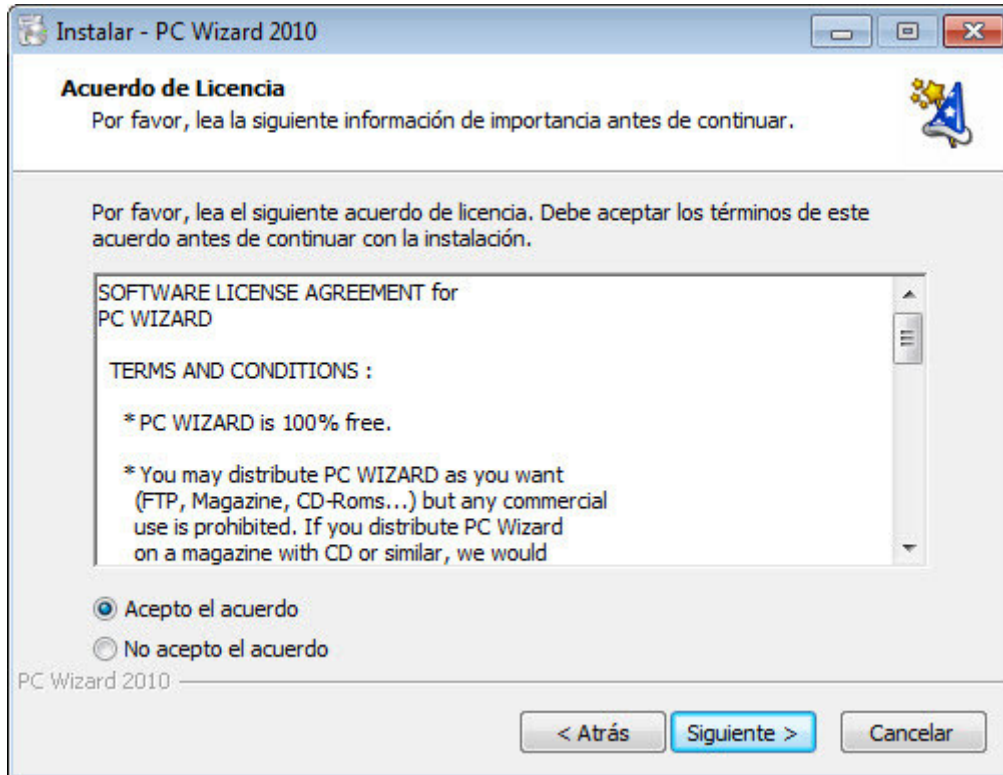 Instalar - PC Wizard 2010
Acuerdo de Licencia
Por favor, lea la siguiente información de importancia antes de continuar.
Por favor, lea el siguiente acuerdo de licencia. Debe aceptar los términos de este
acuerdo antes de continuar con la instalación.
SOFTWARE LICENSE AGREEMENT for
PC WIZARD
TERMS AND CONDITIONS :
* PC WIZARD is 100% free.
* You may distribute PC WIZARD as you want
(FTP, Magazine, CD-Roms...) but any commercial
use is prohibited. If you distribute PC Wizard
on a magazine with CD or similar, we would
Acepto el acuerdo
No acepto el acuerdo
PC Wizard 2010
< Atrás Siguiente > Cancelar